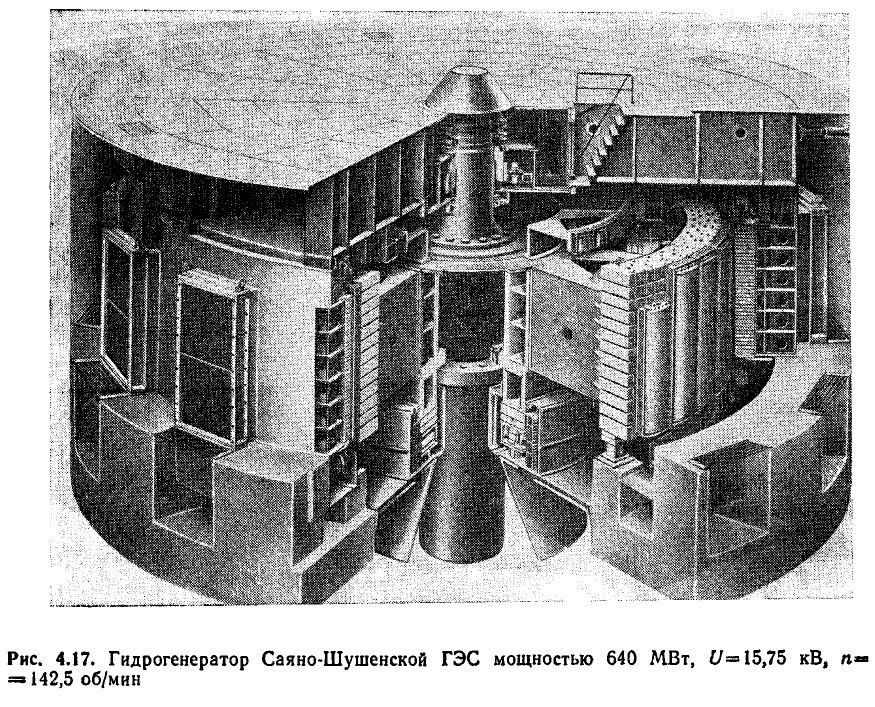 Рис. 4.17. Гидрогенератор Саяно-Шушенской ГЭС мощностью 640 МВт, U=15,75 кВ, n=
=142,5 об/мин